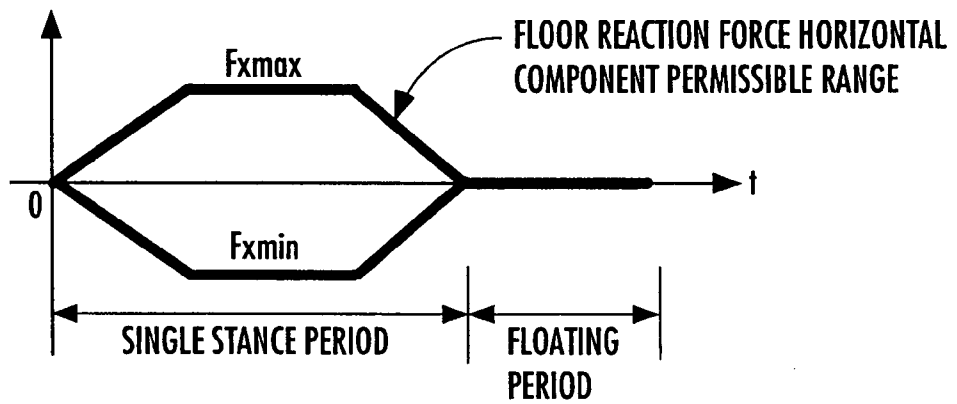 FLOOR REACTION FORCE HORIZONTAL
COMPONENT PERMISSIBLE RANGE
Fxmax
0
t
Fxmin
SINGLE STANCE PERIOD
FLOATING
PERIOD